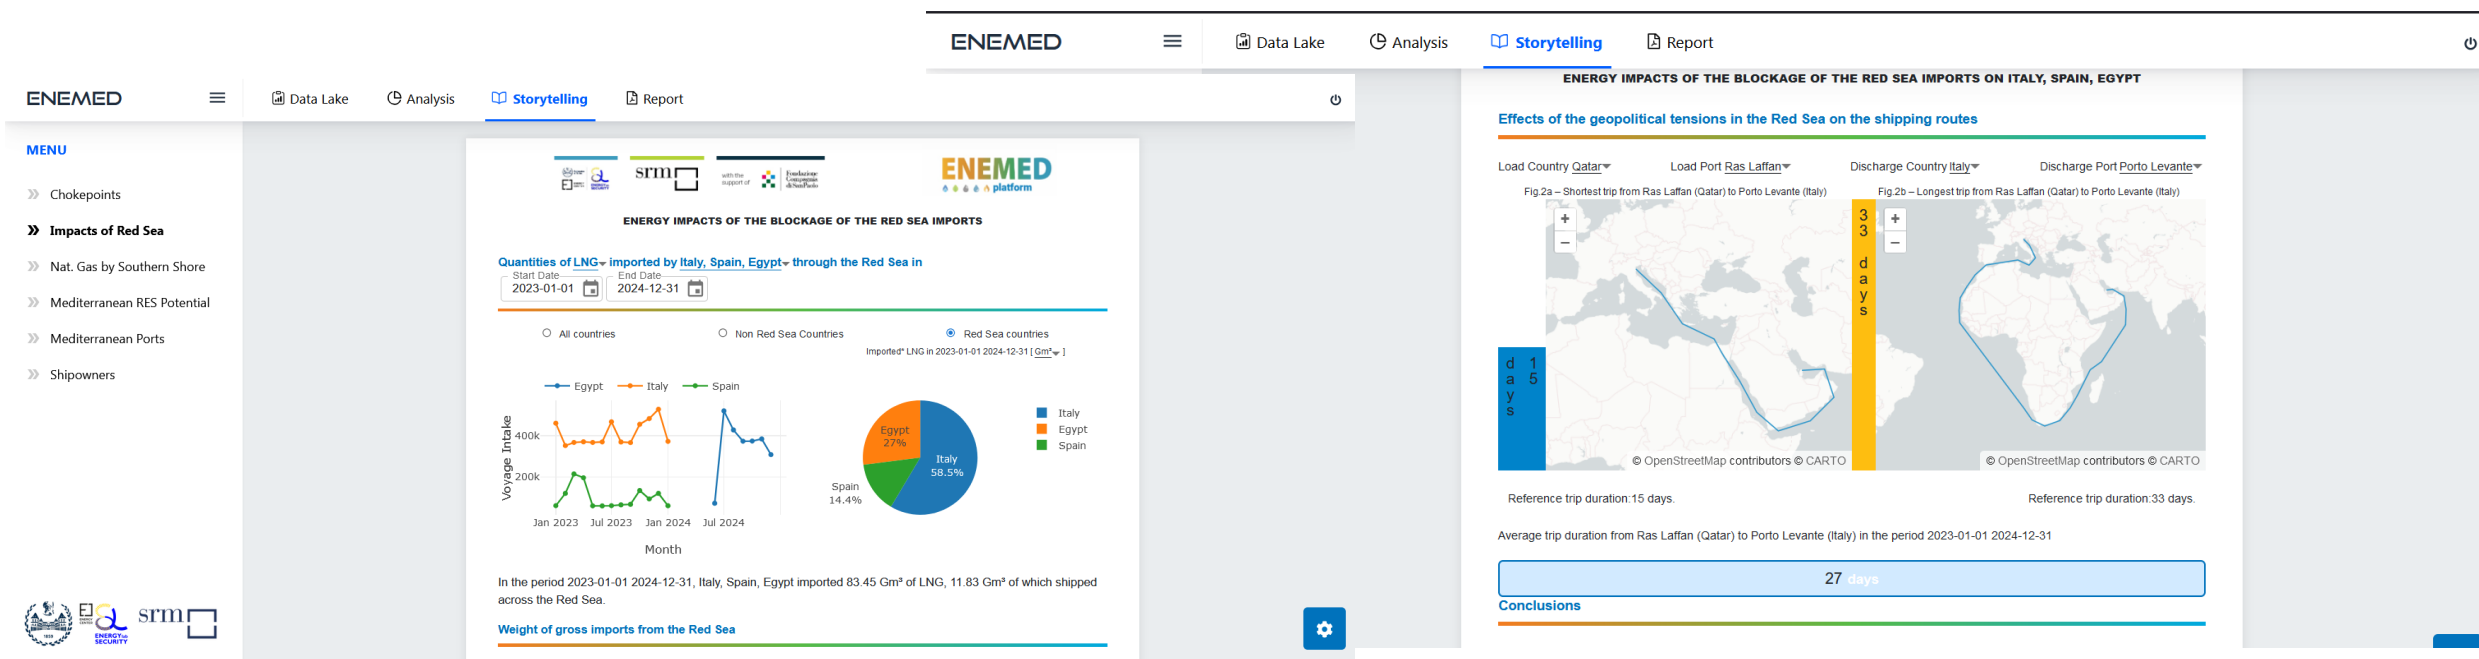 ENEMED
Data Lake
Analysis
Storytelling
Report
MENU
Chokepoints
Impacts of Red Sea
Nat. Gas by Southern Shore
Mediterranean RES Potential
Mediterranean Ports
Shipowners
ENERGY to SECURITY
srm
srm
with the support of
Fondazione Compagnia di San Paolo
ENEMED
platform
ENERGY IMPACTS OF THE BLOCKAGE OF THE RED SEA IMPORTS
Quantities of LNG imported by Italy, Spain, Egypt through the Red Sea in
Start Date
End Date
2023-01-01
2024-12-31
All countries
Non Red Sea Countries
Red Sea countries
Imported* LNG in 2023-01-01 2024-12-31 [ Gm³ ]
Egypt
Italy
Spain
Voyage Intake
400k
200k
Jan 2023
Jul 2023
Jan 2024
Jul 2024
Month
Egypt
27%
Italy
58.5%
Spain
14.4%
Italy
Egypt
Spain
In the period 2023-01-01 2024-12-31, Italy, Spain, Egypt imported 83.45 Gm³ of LNG, 11.83 Gm³ of which shipped
across the Red Sea.
Weight of gross imports from the Red Sea
ENEMED
Data Lake
Analysis
Storytelling
Report
ENERGY IMPACTS OF THE BLOCKAGE OF THE RED SEA IMPORTS ON ITALY, SPAIN, EGYPT
Effects of the geopolitical tensions in the Red Sea on the shipping routes
Load Country Qatar
Load Port Ras Laffan
Discharge Country Italy
Discharge Port Porto Levante
Fig.2a – Shortest trip from Ras Laffan (Qatar) to Porto Levante (Italy)
Fig.2b – Longest trip from Ras Laffan (Qatar) to Porto Levante (Italy)
+
−
15 days
© OpenStreetMap contributors © CARTO
33 days
+
−
© OpenStreetMap contributors © CARTO
Reference trip duration:15 days.
Reference trip duration:33 days.
Average trip duration from Ras Laffan (Qatar) to Porto Levante (Italy) in the period 2023-01-01 2024-12-31
27 days
Conclusions